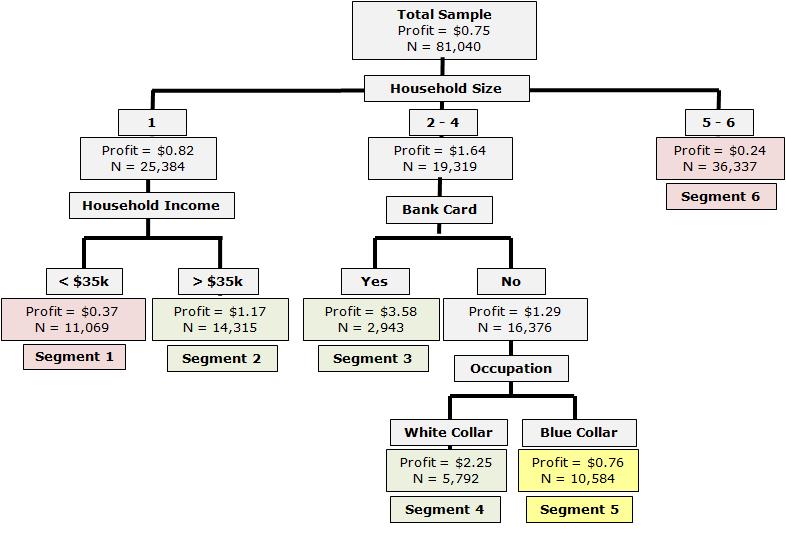 Total Sample
Profit = $0.75
N = 81,040
Household Size
1
2 - 4
5 - 6
Profit = $0.82
N = 25,384
Profit = $1.64
N = 19,319
Profit = $0.24
N = 36,337
Segment 6
Household Income
Bank Card
< $35k
> $35k
Yes
No
Profit = $0.37
N = 11,069
Profit = $1.17
N = 14,315
Profit = $3.58
N = 2,943
Profit = $1.29
N = 16,376
Segment 1
Segment 2
Segment 3
Occupation
White Collar
Blue Collar
Profit = $2.25
N = 5,792
Profit = $0.76
N = 10,584
Segment 4
Segment 5